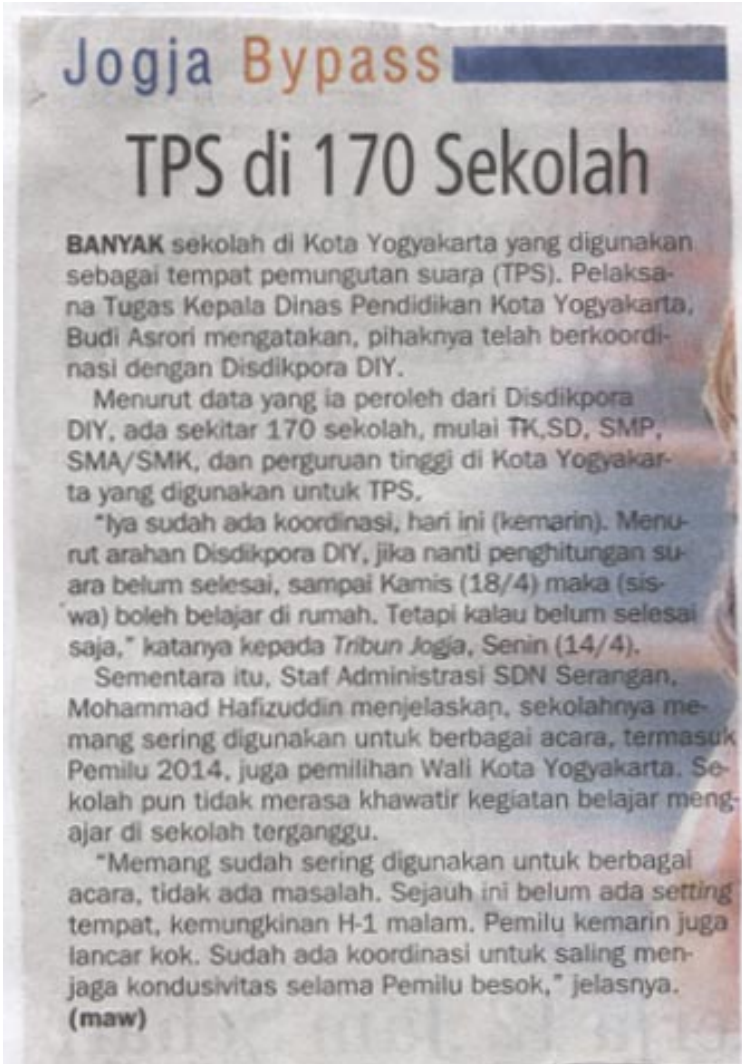 Jogja Bypass
TPS di 170 Sekolah
BANYAK sekolah di Kota Yogyakarta yang digunakan
sebagai tempat pemungutan suara (TPS). Pelaksa-
na Tugas Kepala Dinas Pendidikan Kota Yogyakarta,
Budi Asrori mengatakan, pihaknya telah berkoordi-
nasi dengan Disdikpora DIY.
Menurut data yang ia peroleh dari Disdikpora
DIY, ada sekitar 170 sekolah, mulai TK,SD, SMP,
SMA/SMK, dan perguruan tinggi di Kota Yogyakar-
ta yang digunakan untuk TPS.
"Iya sudah ada koordinasi, hari ini (kemarin). Menu-
rut arahan Disdikpora DIY, jika nanti penghitungan su-
ara belum selesai, sampai Kamis (18/4) maka (sis-
wa) boleh belajar di rumah. Tetapi kalau belum selesai
saja," katanya kepada Tribun Jogja, Senin (14/4).
Sementara itu, Staf Administrasi SDN Serangan,
Mohammad Hafizuddin menjelaskan, sekolahnya me-
mang sering digunakan untuk berbagai acara, termasuk
Pemilu 2014, juga pemilihan Wali Kota Yogyakarta. Se-
kolah pun tidak merasa khawatir kegiatan belajar meng-
ajar di sekolah terganggu.
"Memang sudah sering digunakan untuk berbagai
acara, tidak ada masalah. Sejauh ini belum ada setting
tempat, kemungkinan H-1 malam. Pemilu kemarin juga
lancar kok. Sudah ada koordinasi untuk saling men-
jaga kondusivitas selama Pemilu besok," jelasnya.
(maw)